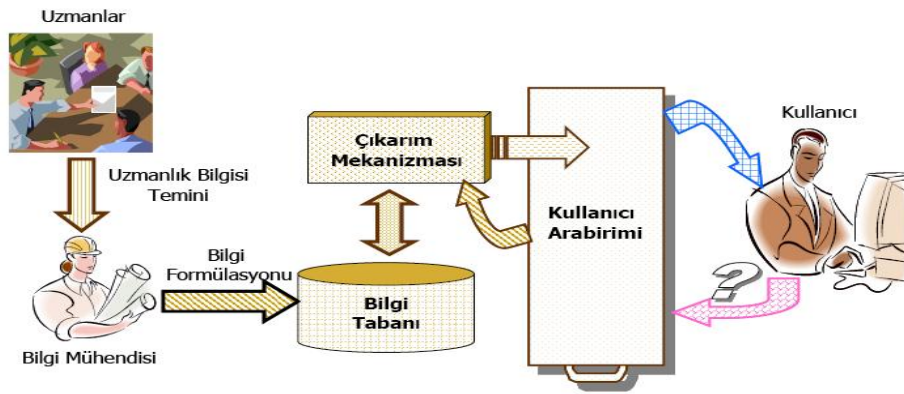 Uzmanlar
Uzmanlık Bilgisi
Temini
Bilgi Mühendisi
Bilgi
Formülasyonu
Bilgi
Tabanı
Çıkarım
Mekanizması
Kullanıcı
Arabirimi
Kullanıcı
?